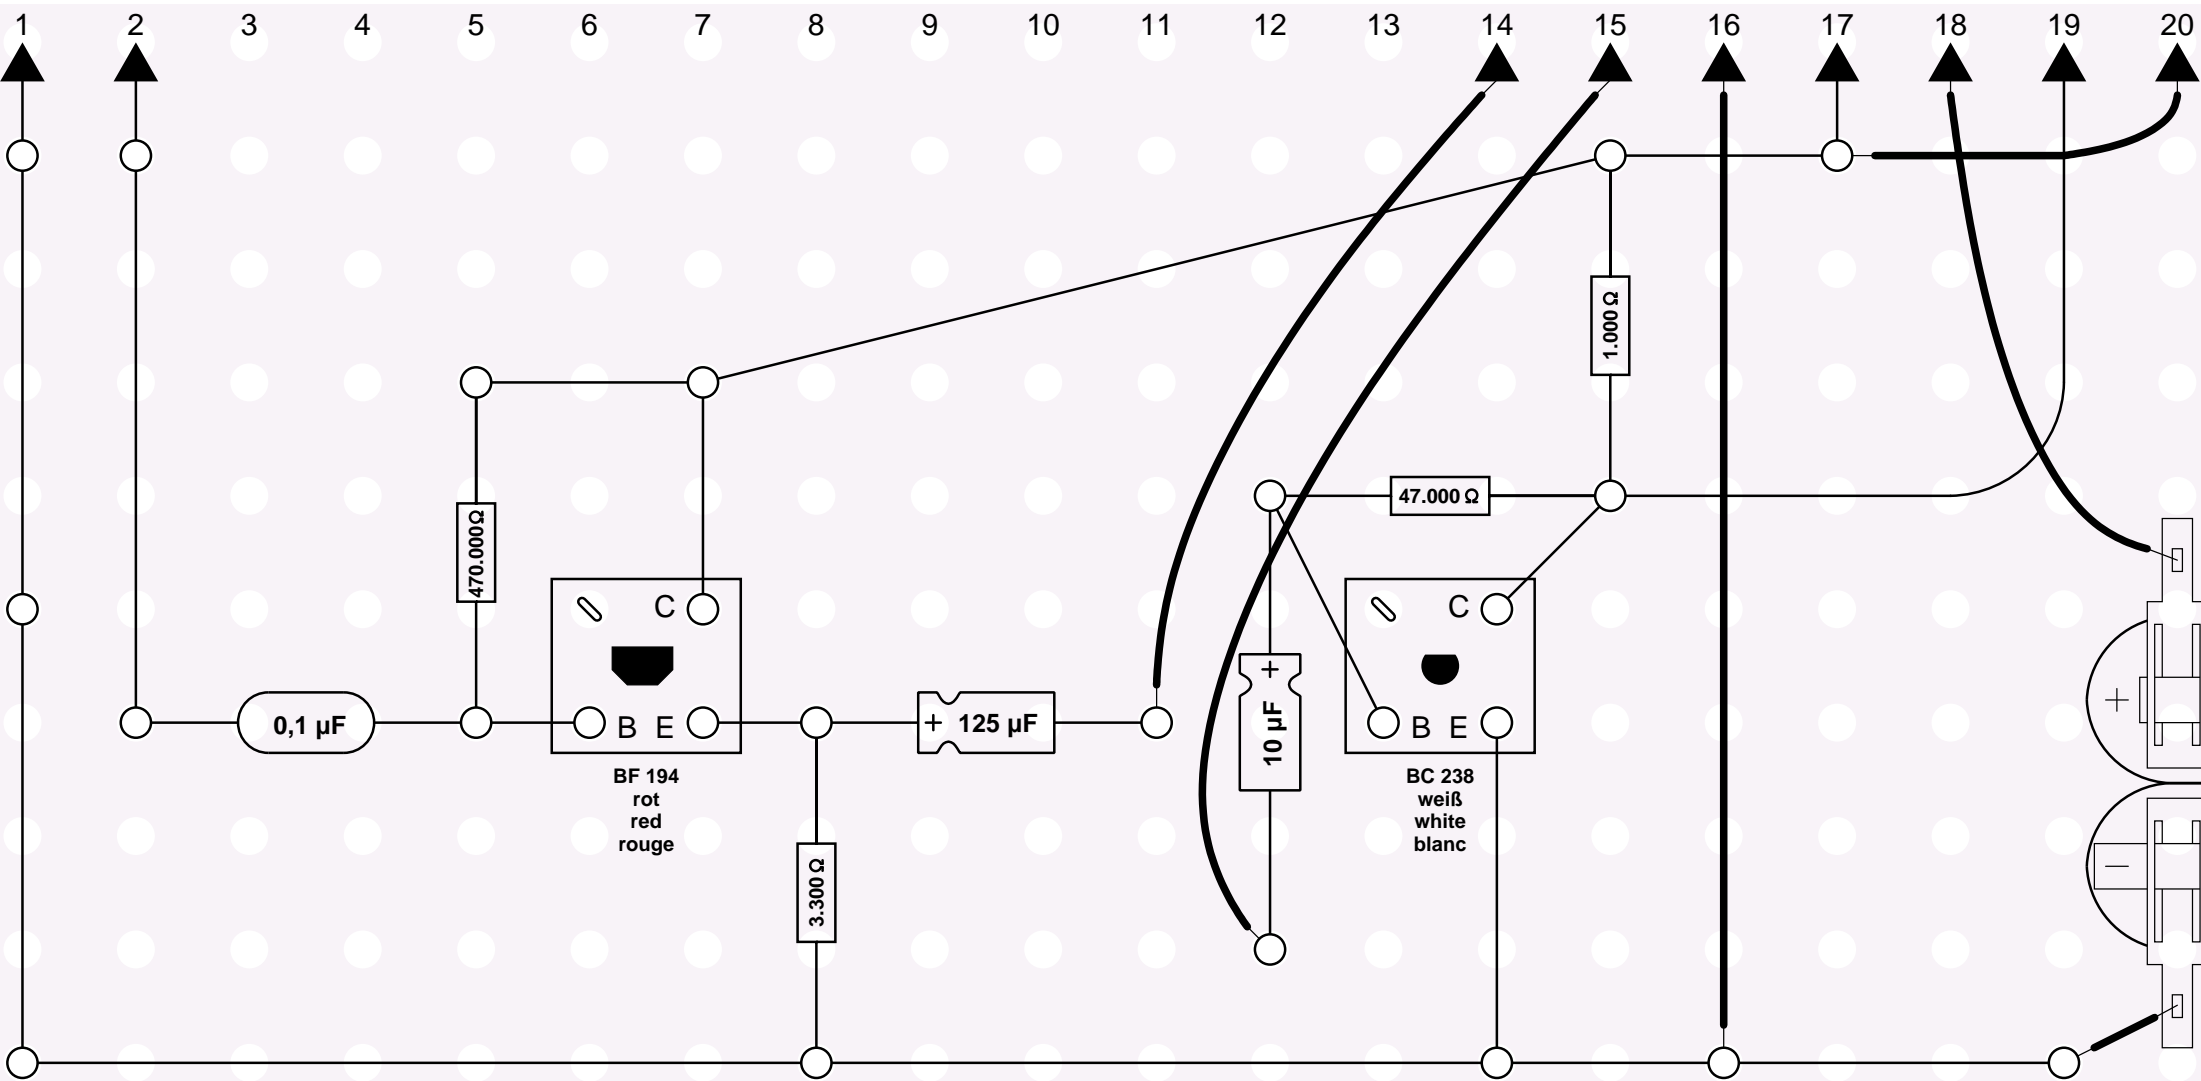 1 2 3 4 5 6 7 8 9 10 11 12 13 14 15 16 17 18 19 20
1.000 Ω
47.000 Ω
470.000Ω
C
C
+
+
0,1 µF
B E
+ 125 µF
10 µF
B E
BF 194
rot
red
rouge
BC 238
weiß
white
blanc
3.300 Ω
−